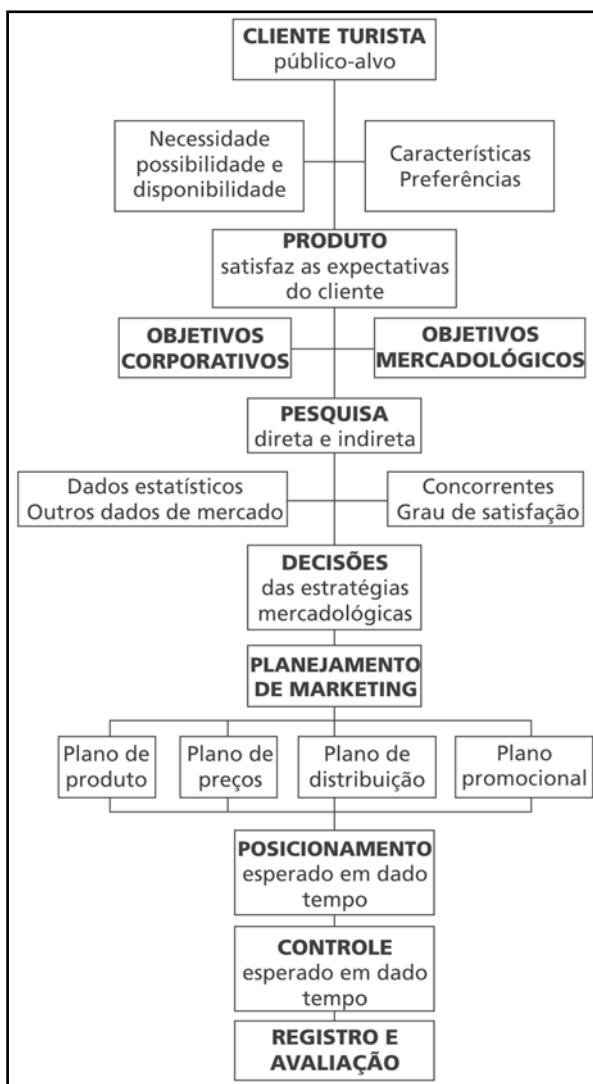 CLIENTE TURISTA
público-alvo
Necessidade
possibilidade e
disponibilidade
Características
Preferências
PRODUTO
satisfaz as expectativas
do cliente
OBJETIVOS
CORPORATIVOS
OBJETIVOS
MERCADOLÓGICOS
PESQUISA
direta e indireta
Dados estatísticos
Outros dados de mercado
Concorrentes
Grau de satisfação
DECISÕES
das estratégias
mercadológicas
PLANEJAMENTO
DE MARKETING
Plano de
produto
Plano de
preços
Plano de
distribuição
Plano
promocional
POSICIONAMENTO
esperado em dado
tempo
CONTROLE
esperado em dado
tempo
REGISTRO E
AVALIAÇÃO